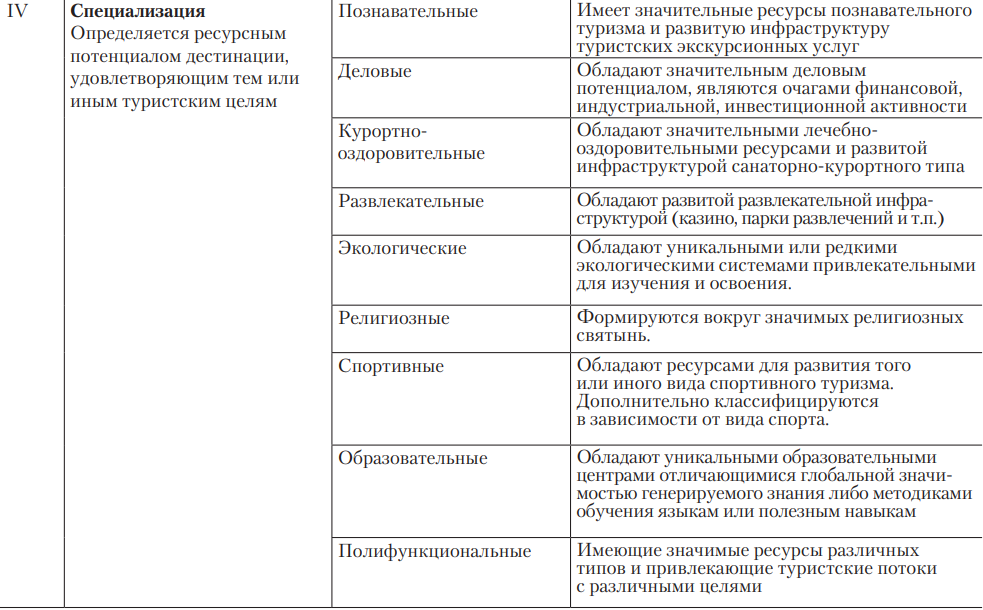 IV
Специализация
Определяется ресурсным
потенциалом дестинации,
удовлетворяющим тем или
иным туристским целям
Познавательные
Имеет значительные ресурсы познавательного
туризма и развитую инфраструктуру
туристских экскурсионных услуг
Деловые
Обладают значительным деловым
потенциалом, являются очагами финансовой,
индустриальной, инвестиционной активности
Курортно-
оздоровительные
Обладают значительными лечебно-
оздоровительными ресурсами и развитой
инфраструктурой санаторно-курортного типа
Развлекательные
Обладают развитой развлекательной инфра-
структурой (казино, парки развлечений и т.п.)
Экологические
Обладают уникальными или редкими
экологическими системами привлекательными
для изучения и освоения.
Религиозные
Формируются вокруг значимых религиозных
святынь.
Спортивные
Обладают ресурсами для развития того
или иного вида спортивного туризма.
Дополнительно классифицируются
в зависимости от вида спорта.
Образовательные
Обладают уникальными образовательными
центрами отличающимися глобальной значи-
мостью генерируемого знания либо методиками
обучения языкам или полезным навыкам
Полифункциональные
Имеющие значимые ресурсы различных
типов и привлекающие туристские потоки
с различными целями